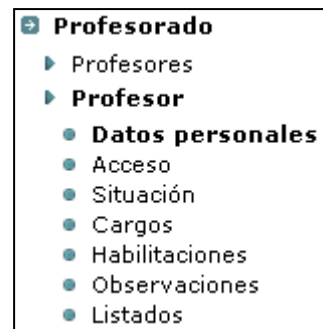 Profesorado
Profesores
Profesor
Datos personales
Acceso
Situación
Cargos
Habilitaciones
Observaciones
Listados